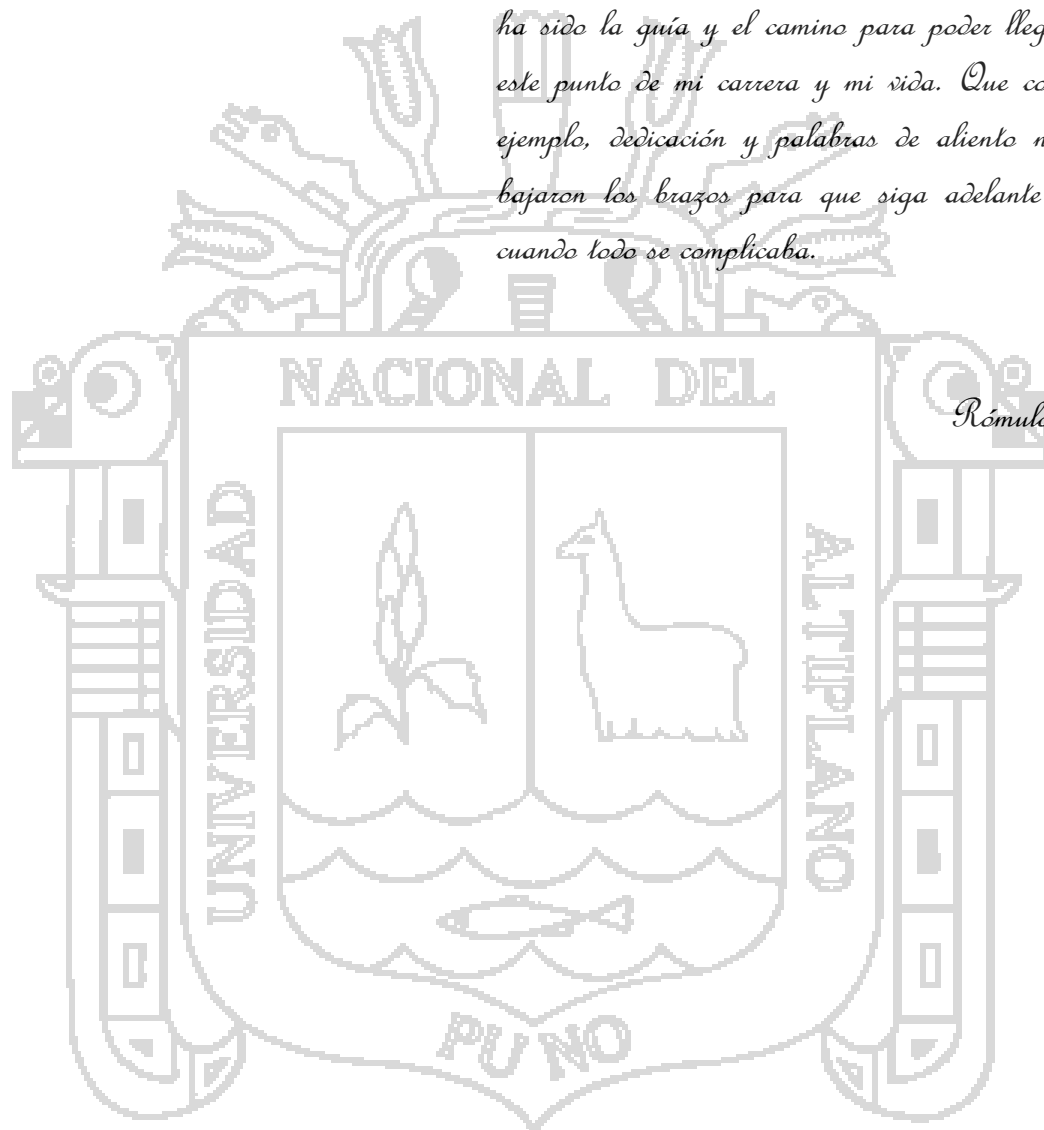 ha sido la guía y el camino para poder lleg
este punto de mi carrera y mi vida. Que co
ejemplo, dedicación y palabras de aliento n
bajaron los brazos para que siga adelante
cuando todo se complicaba.
Rómulo
NACIONAL DEL
UNIVERSIDAD
ALTIPLANO
PUNO